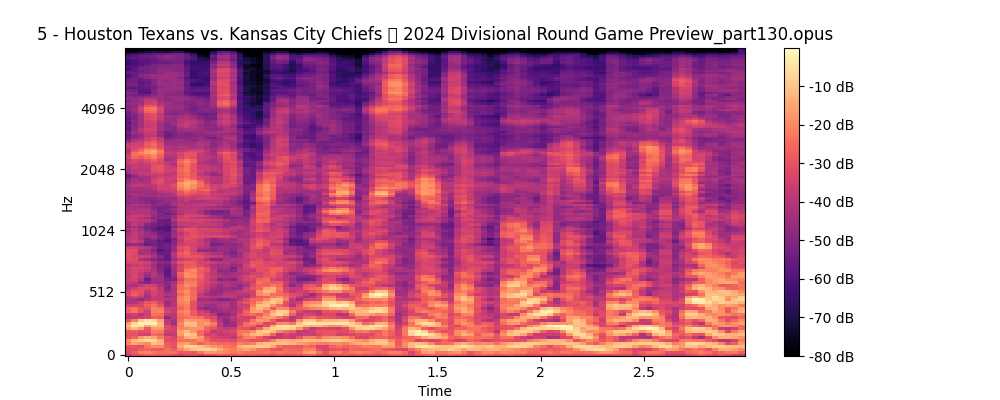 5 - Houston Texans vs. Kansas City Chiefs ▯ 2024 Divisional Round Game Preview_part130.opus
Hz
4096
2048
1024
512
0
0 0.5 1 1.5 2 2.5
Time
-10 dB
-20 dB
-30 dB
-40 dB
-50 dB
-60 dB
-70 dB
-80 dB